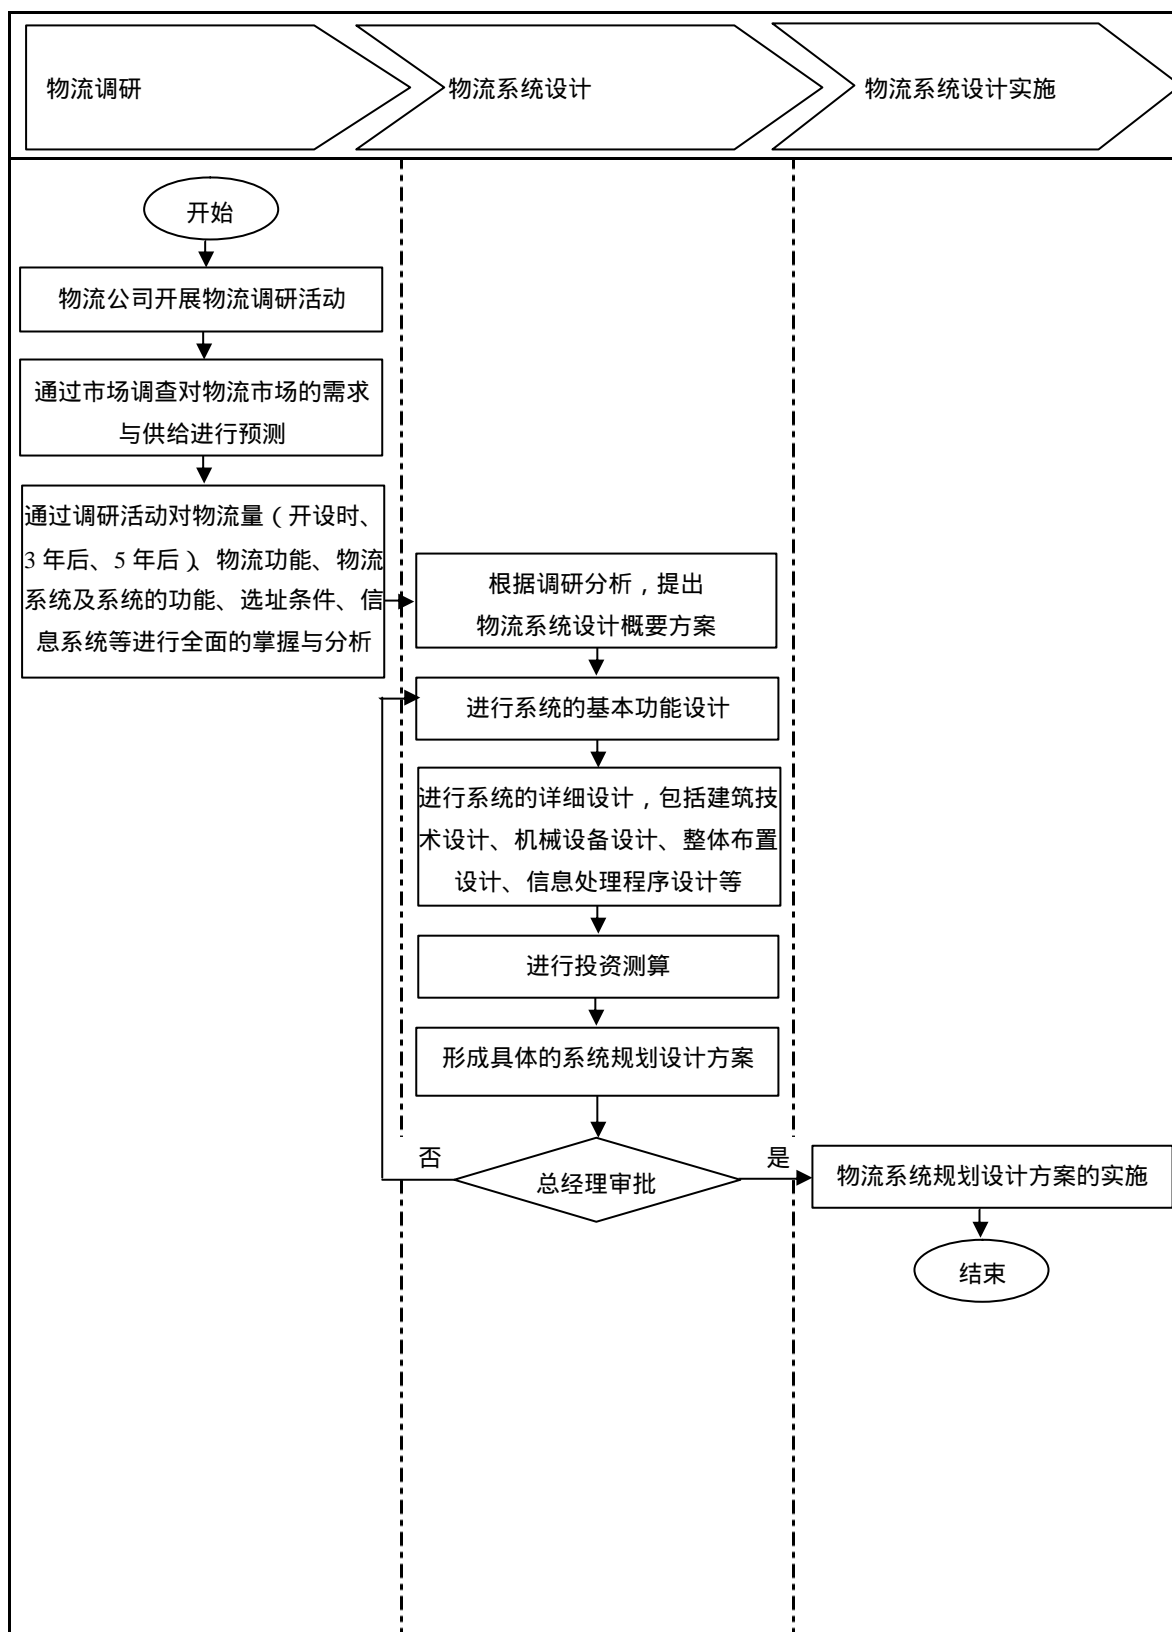 物流调研
物流系统设计
物流系统设计实施
开始
物流公司开展物流调研活动
通过市场调查对物流市场的需求
与供给进行预测
通过调研活动对物流量（开设时、
3 年后、5 年后）、物流功能、物流
系统及系统的功能、选址条件、信
息系统等进行全面的掌握与分析
根据调研分析，提出
物流系统设计概要方案
进行系统的基本功能设计
进行系统的详细设计，包括建筑技
术设计、机械设备设计、整体布置
设计、信息处理程序设计等
进行投资测算
形成具体的系统规划设计方案
否
总经理审批
是
物流系统规划设计方案的实施
结束